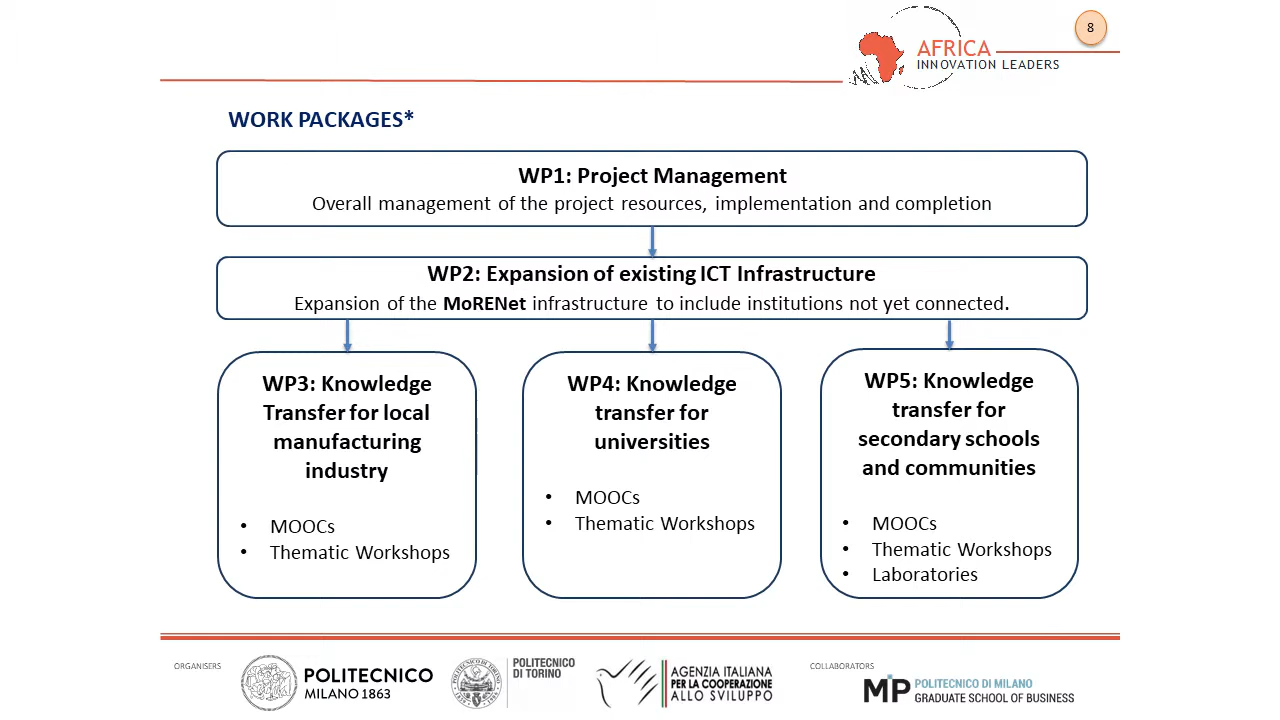 8
AFRICA
INNOVATION LEADERS
WORK PACKAGES*
WP1: Project Management
Overall management of the project resources, implementation and completion
WP2: Expansion of existing ICT Infrastructure
Expansion of the MoRENet infrastructure to include institutions not yet connected.
WP3: Knowledge
Transfer for local
manufacturing
industry
• MOOCs
• Thematic Workshops
WP4: Knowledge
transfer for
universities
• MOOCs
• Thematic Workshops
WP5: Knowledge
transfer for
secondary schools
and communities
• MOOCs
• Thematic Workshops
• Laboratories
ORGANISERS
POLITECNICO
MILANO 1863
POLITECNICO
DI TORINO
AGENZIA ITALIANA
PER LA COOPERAZIONE
ALLO SVILUPPO
COLLABORATORS
MIP
POLITECNICO DI MILANO
GRADUATE SCHOOL OF BUSINESS